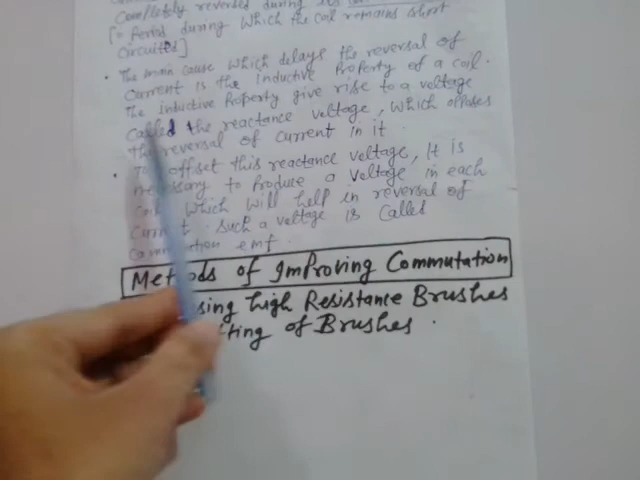 Completely reversed during its
[= Period during which the coil remains short
circuited]
• The main cause which delays the reversal of
current is the inductive Property of a coil.
The inductive Property give rise to a voltage
called the reactance voltage, which opposes
the reversal of current in it.
• To offset this reactance voltage, it is
necessary to Produce a voltage in each
coil which will help in reversal of
current. Such a voltage is called
commutation emf.
Methods of Improving Commutation
sing high Resistance Brushes
ting of Brushes.